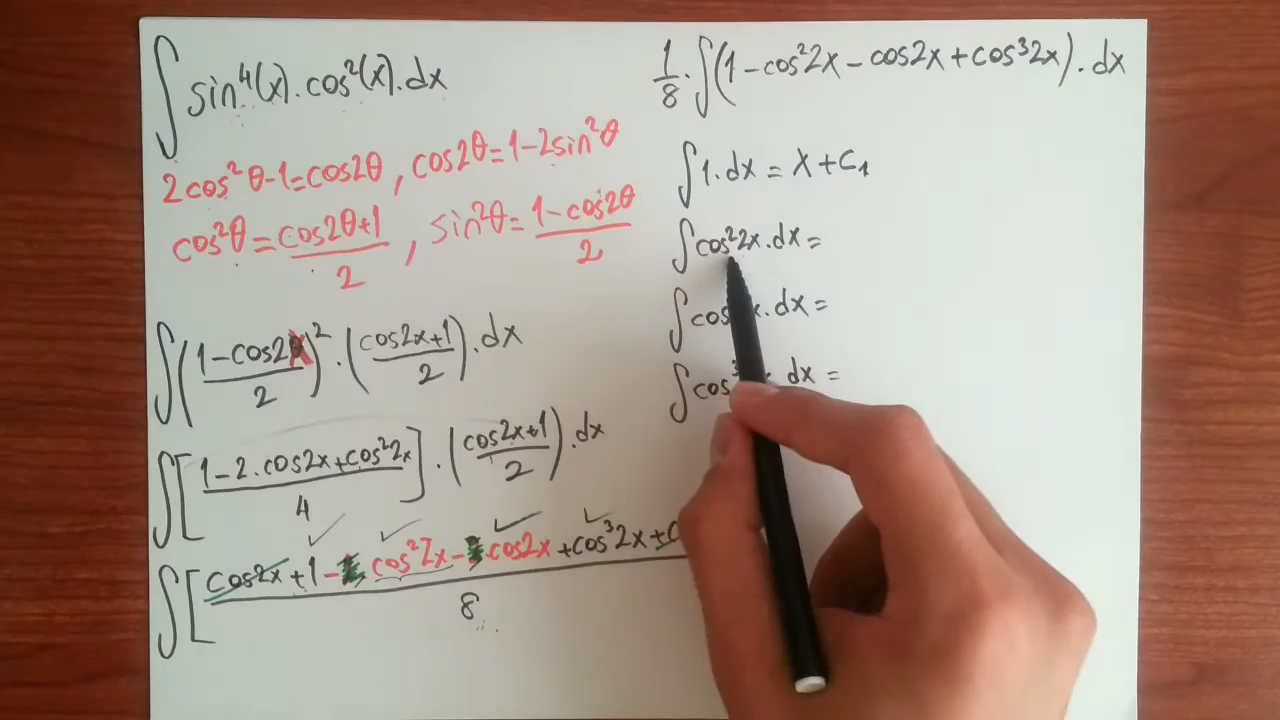 ∫ sin⁴(x).cos²(x).dx
2cos²θ-1=cos2θ, cos2θ=1-2sin²θ
cos²θ = (cos2θ+1)/2, sin²θ = (1-cos2θ)/2
∫ ((1-cos2x)/2)² . ((cos2x+1)/2) . dx
∫ [(1-2.cos2x+cos²2x)/4] . ((cos2x+1)/2) . dx
∫ [(cos2x+1- cos²2x- cos2x+cos³2x+c)/8
1/8 . ∫(1-cos²2x-cos2x+cos³2x).dx
∫1.dx = x+C₁
∫cos²2x.dx =
∫cos x.dx =
∫cos³ x dx =